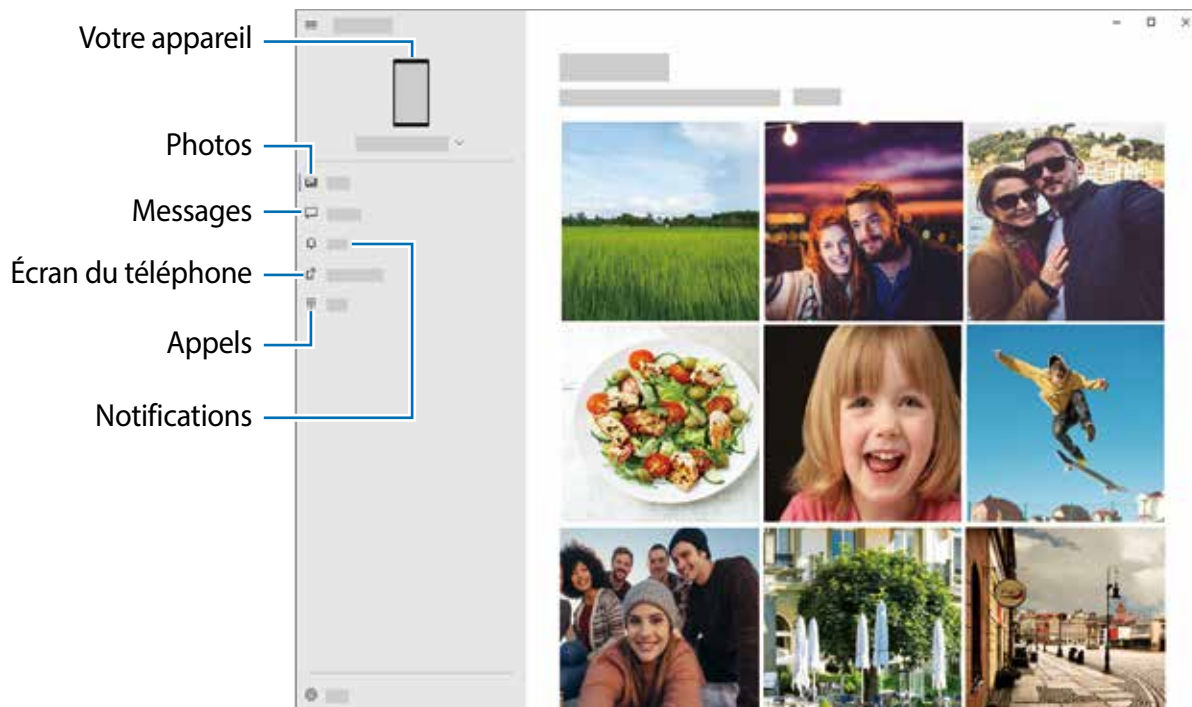 Votre appareil
Photos
Messages
Écran du téléphone
Appels
Notifications